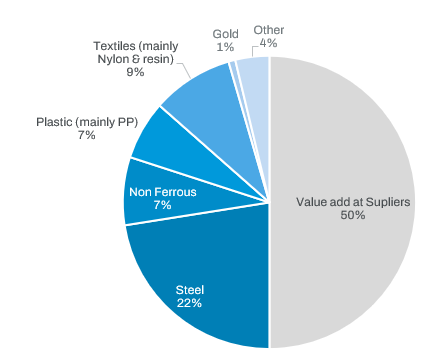 Gold
1%
Other
4%
Textiles (mainly
Nylon & resin)
9%
Plastic (mainly PP)
7%
Non Ferrous
7%
Value add at Supliers
50%
Steel
22%